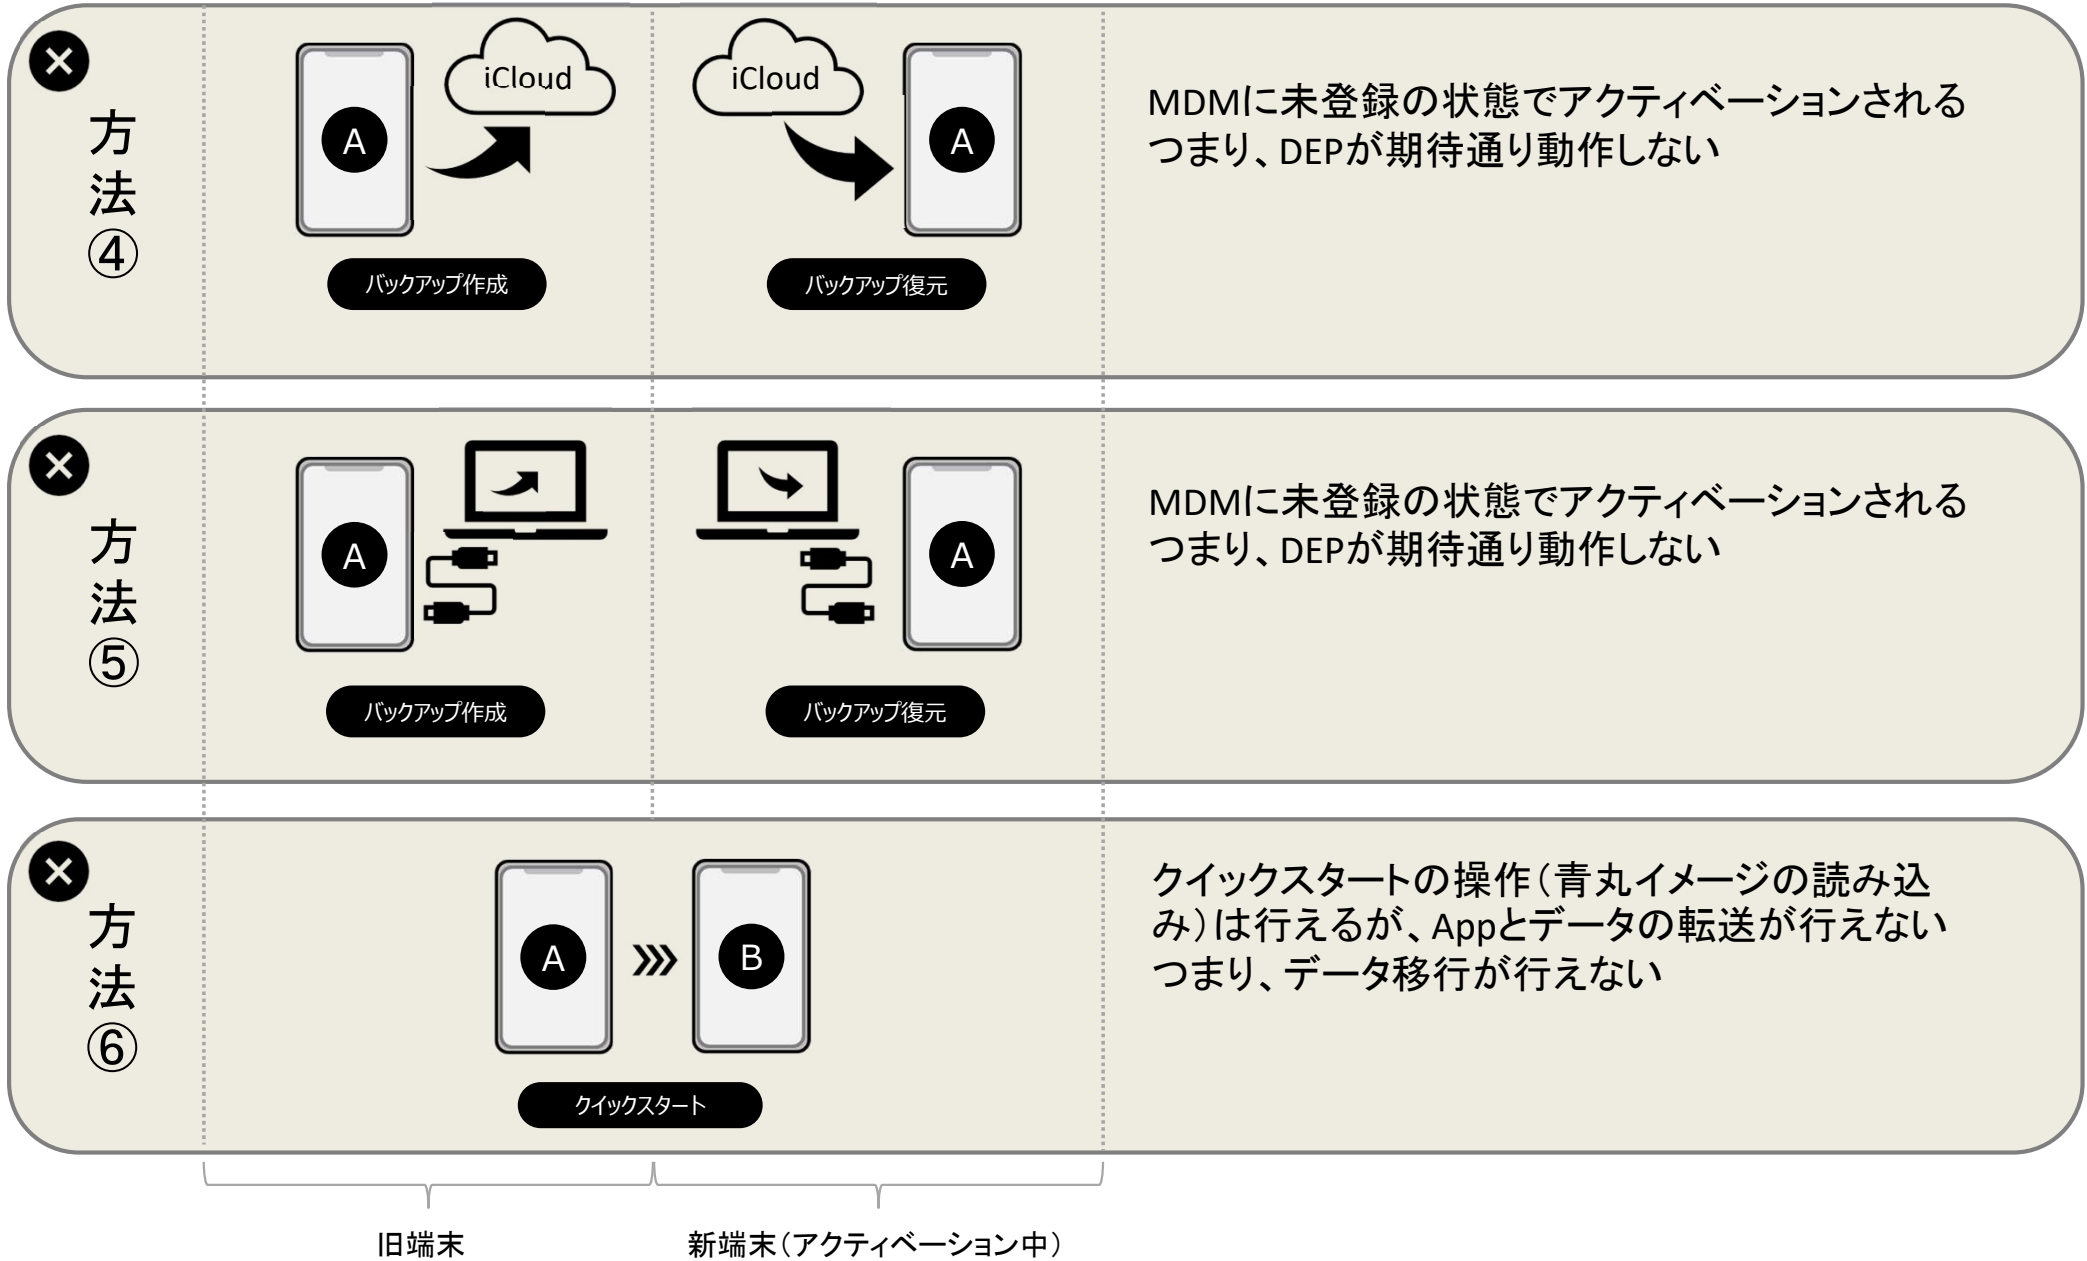 方法④
A
iCloud
iCloud
A
バックアップ作成
バックアップ復元
MDMに未登録の状態でアクティベーションされる
つまり、DEPが期待通り動作しない
方法⑤
A
A
バックアップ作成
バックアップ復元
MDMに未登録の状態でアクティベーションされる
つまり、DEPが期待通り動作しない
方法⑥
A
B
クイックスタート
クイックスタートの操作（青丸イメージの読み込
み）は行えるが、Appとデータの転送が行えない
つまり、データ移行が行えない
旧端末
新端末（アクティベーション中）